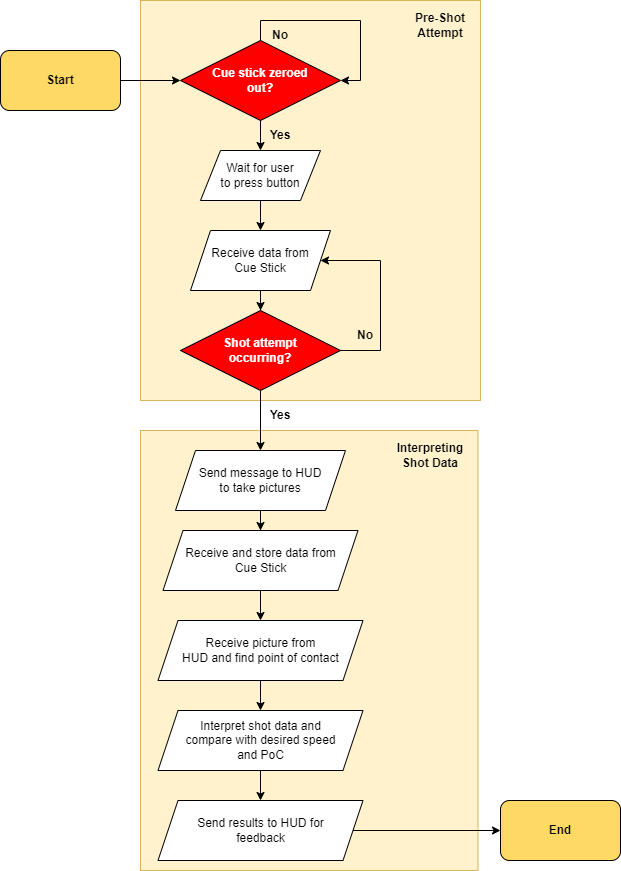 Pre-Shot
Attempt
No
Start
Cue stick zeroed
out?
Yes
Wait for user
to press button
Receive data from
Cue Stick
No
Shot attempt
occurring?
Yes
Interpreting
Shot Data
Send message to HUD
to take pictures
Receive and store data from
Cue Stick
Receive picture from
HUD and find point of contact
Interpret shot data and
compare with desired speed
and PoC
Send results to HUD for
feedback
End